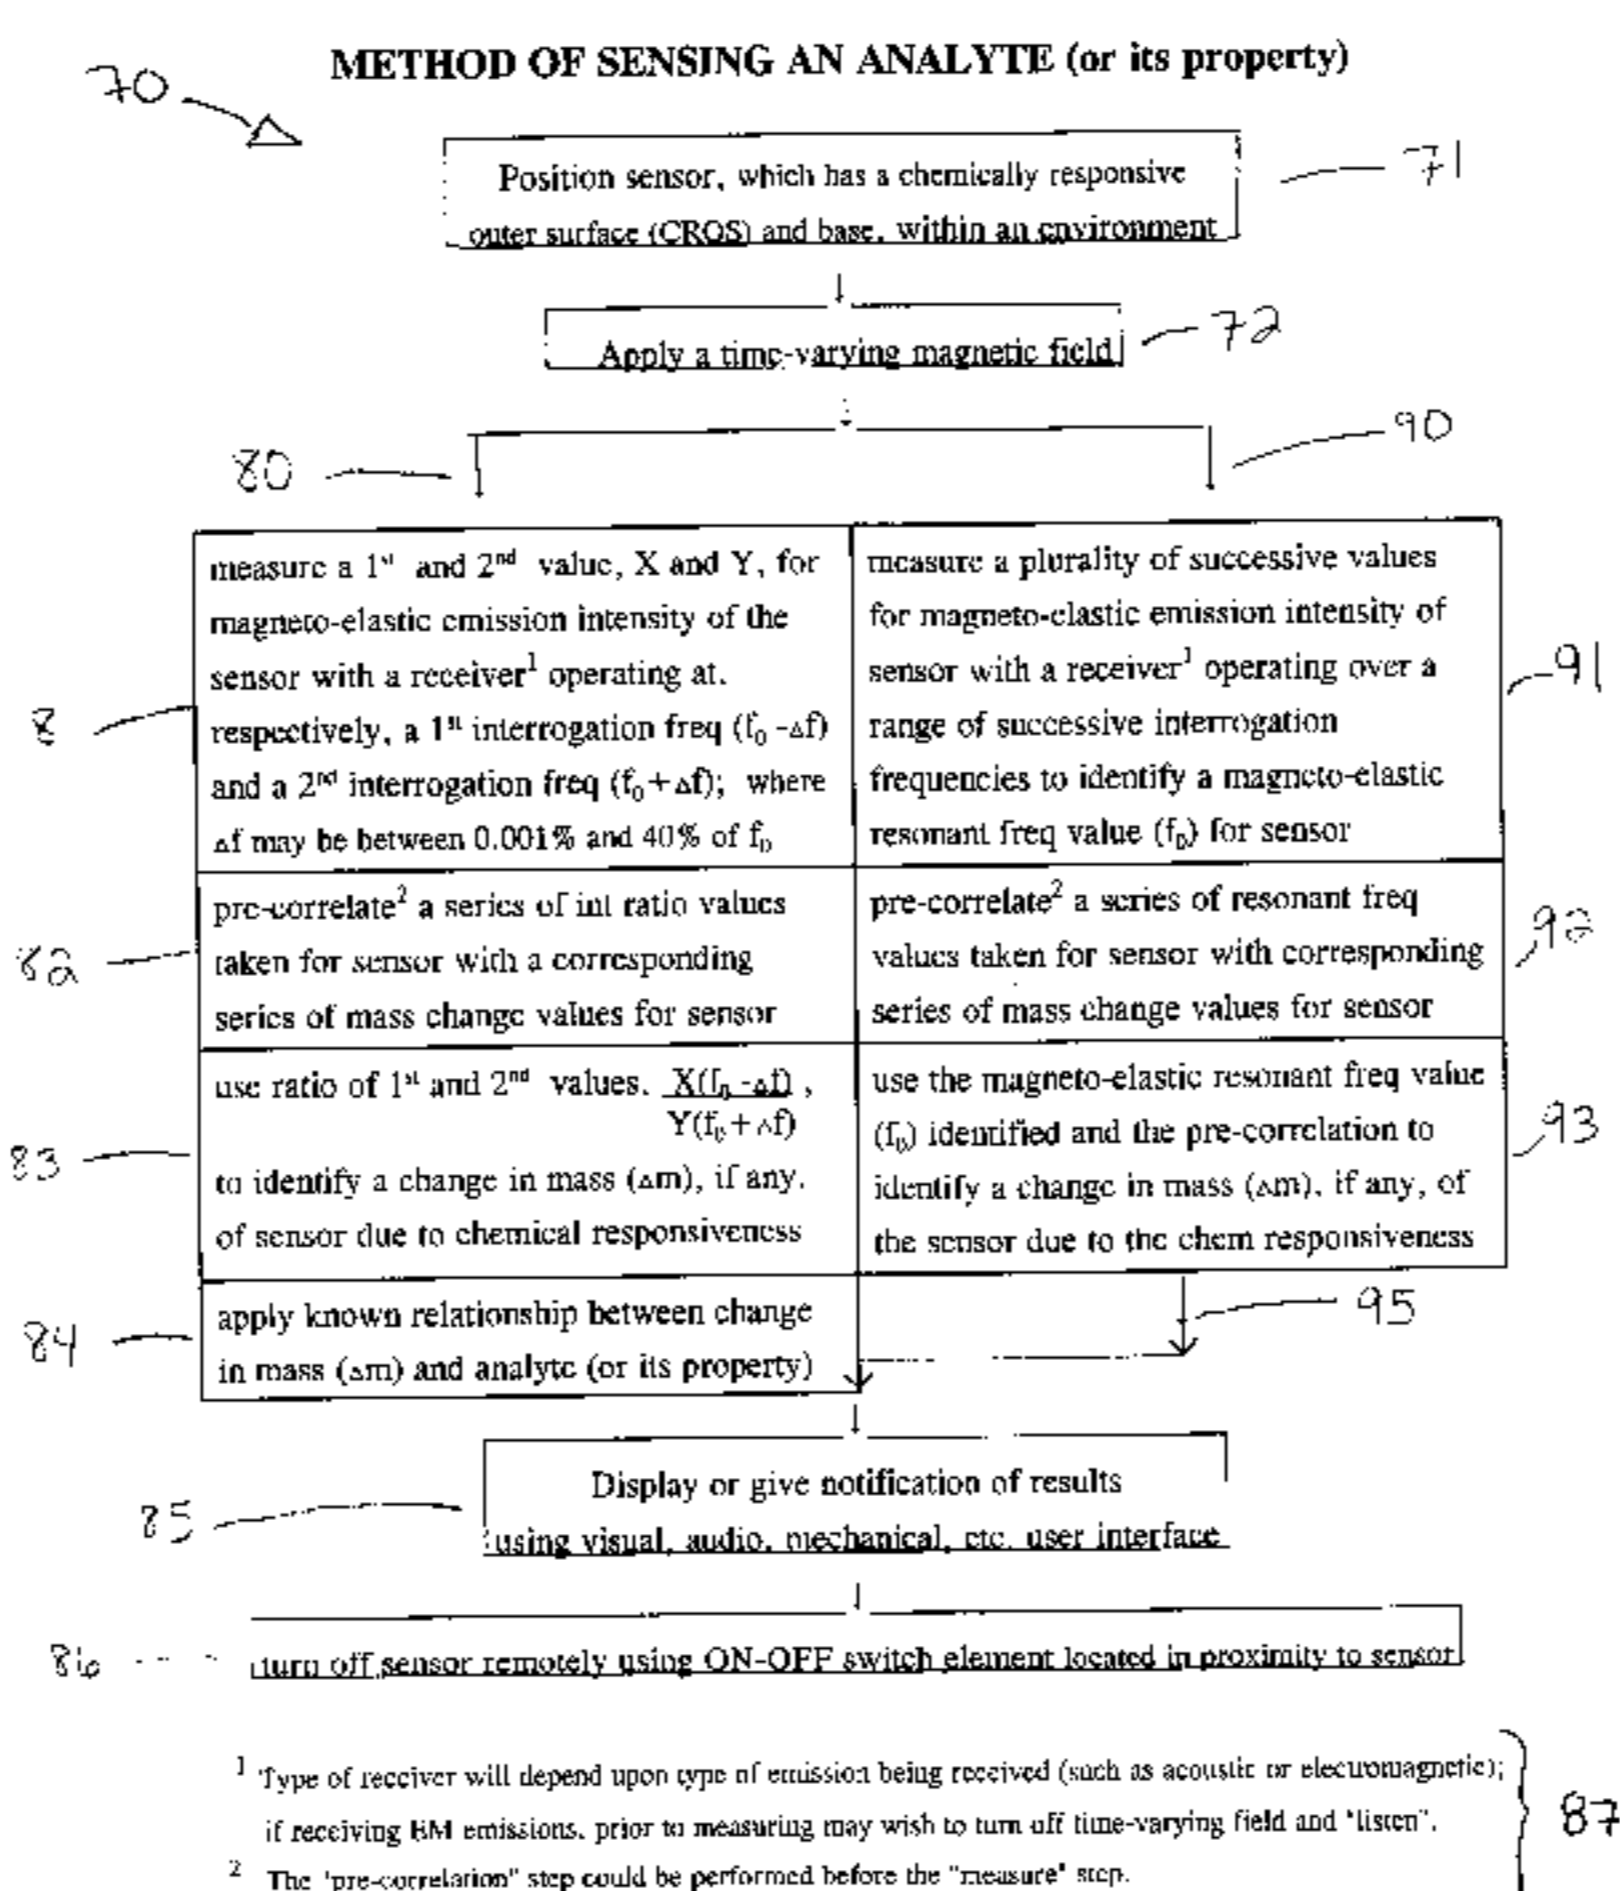 METHOD OF SENSING AN ANALYTE (or its property)
70
Position sensor, which has a chemically responsive
71
outer surface (CROS) and base, within an environment
Apply a time-varying magnetic field
72
80
90
measure a 1st and 2nd value, X and Y, for
magneto-elastic emission intensity of the
sensor with a receiver1 operating at,
respectively, a 1st interrogation freq (f0 -Δf)
and a 2nd interrogation freq (f0+Δf); where
Δf may be between 0.001% and 40% of f0
8
measure a plurality of successive values
for magneto-elastic emission intensity of
sensor with a receiver1 operating over a
range of successive interrogation
frequencies to identify a magneto-elastic
resonant freq value (f0) for sensor
91
pre-correlate2 a series of int ratio values
taken for sensor with a corresponding
series of mass change values for sensor
82
pre-correlate2 a series of resonant freq
values taken for sensor with corresponding
series of mass change values for sensor
92
use ratio of 1st and 2nd values, X(f0 -Δf) ,
Y(f0+Δf)
to identify a change in mass (Δm), if any,
of sensor due to chemical responsiveness
83
use the magneto-elastic resonant freq value
(f0) identified and the pre-correlation to
identify a change in mass (Δm), if any, of
the sensor due to the chem responsiveness
93
apply known relationship between change
in mass (Δm) and analyte (or its property)
84
95
Display or give notification of results
using visual, audio, mechanical, etc. user interface
85
turn off sensor remotely using ON-OFF switch element located in proximity to sensor
86
1 Type of receiver will depend upon type of emission being received (such as acoustic or electromagnetic);
if receiving EM emissions, prior to measuring may wish to turn off time-varying field and "listen".
87
2 The "pre-correlation" step could be performed before the "measure" step.